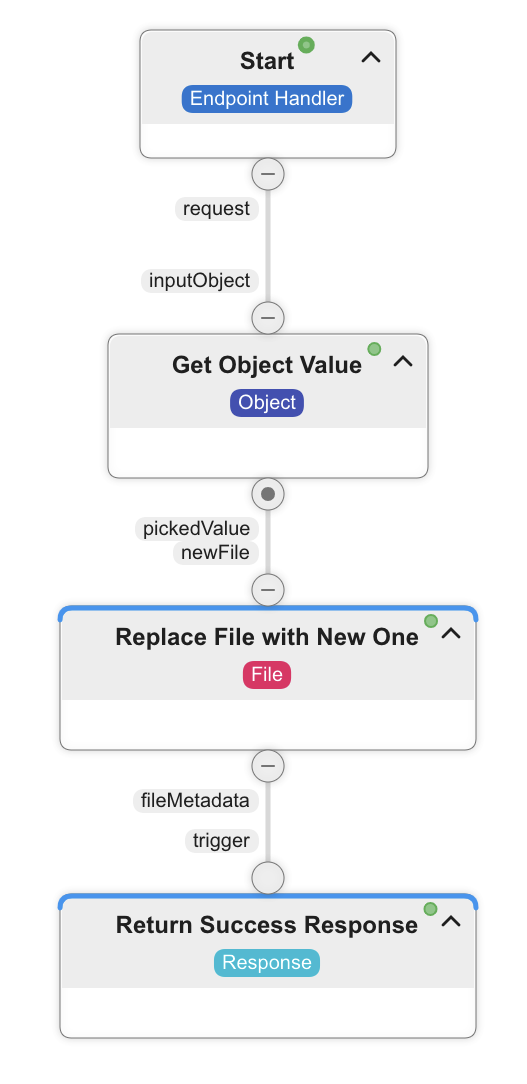 Start
Endpoint Handler
request
inputObject
Get Object Value
Object
pickedValue
newFile
Replace File with New One
File
fileMetadata
trigger
Return Success Response
Response